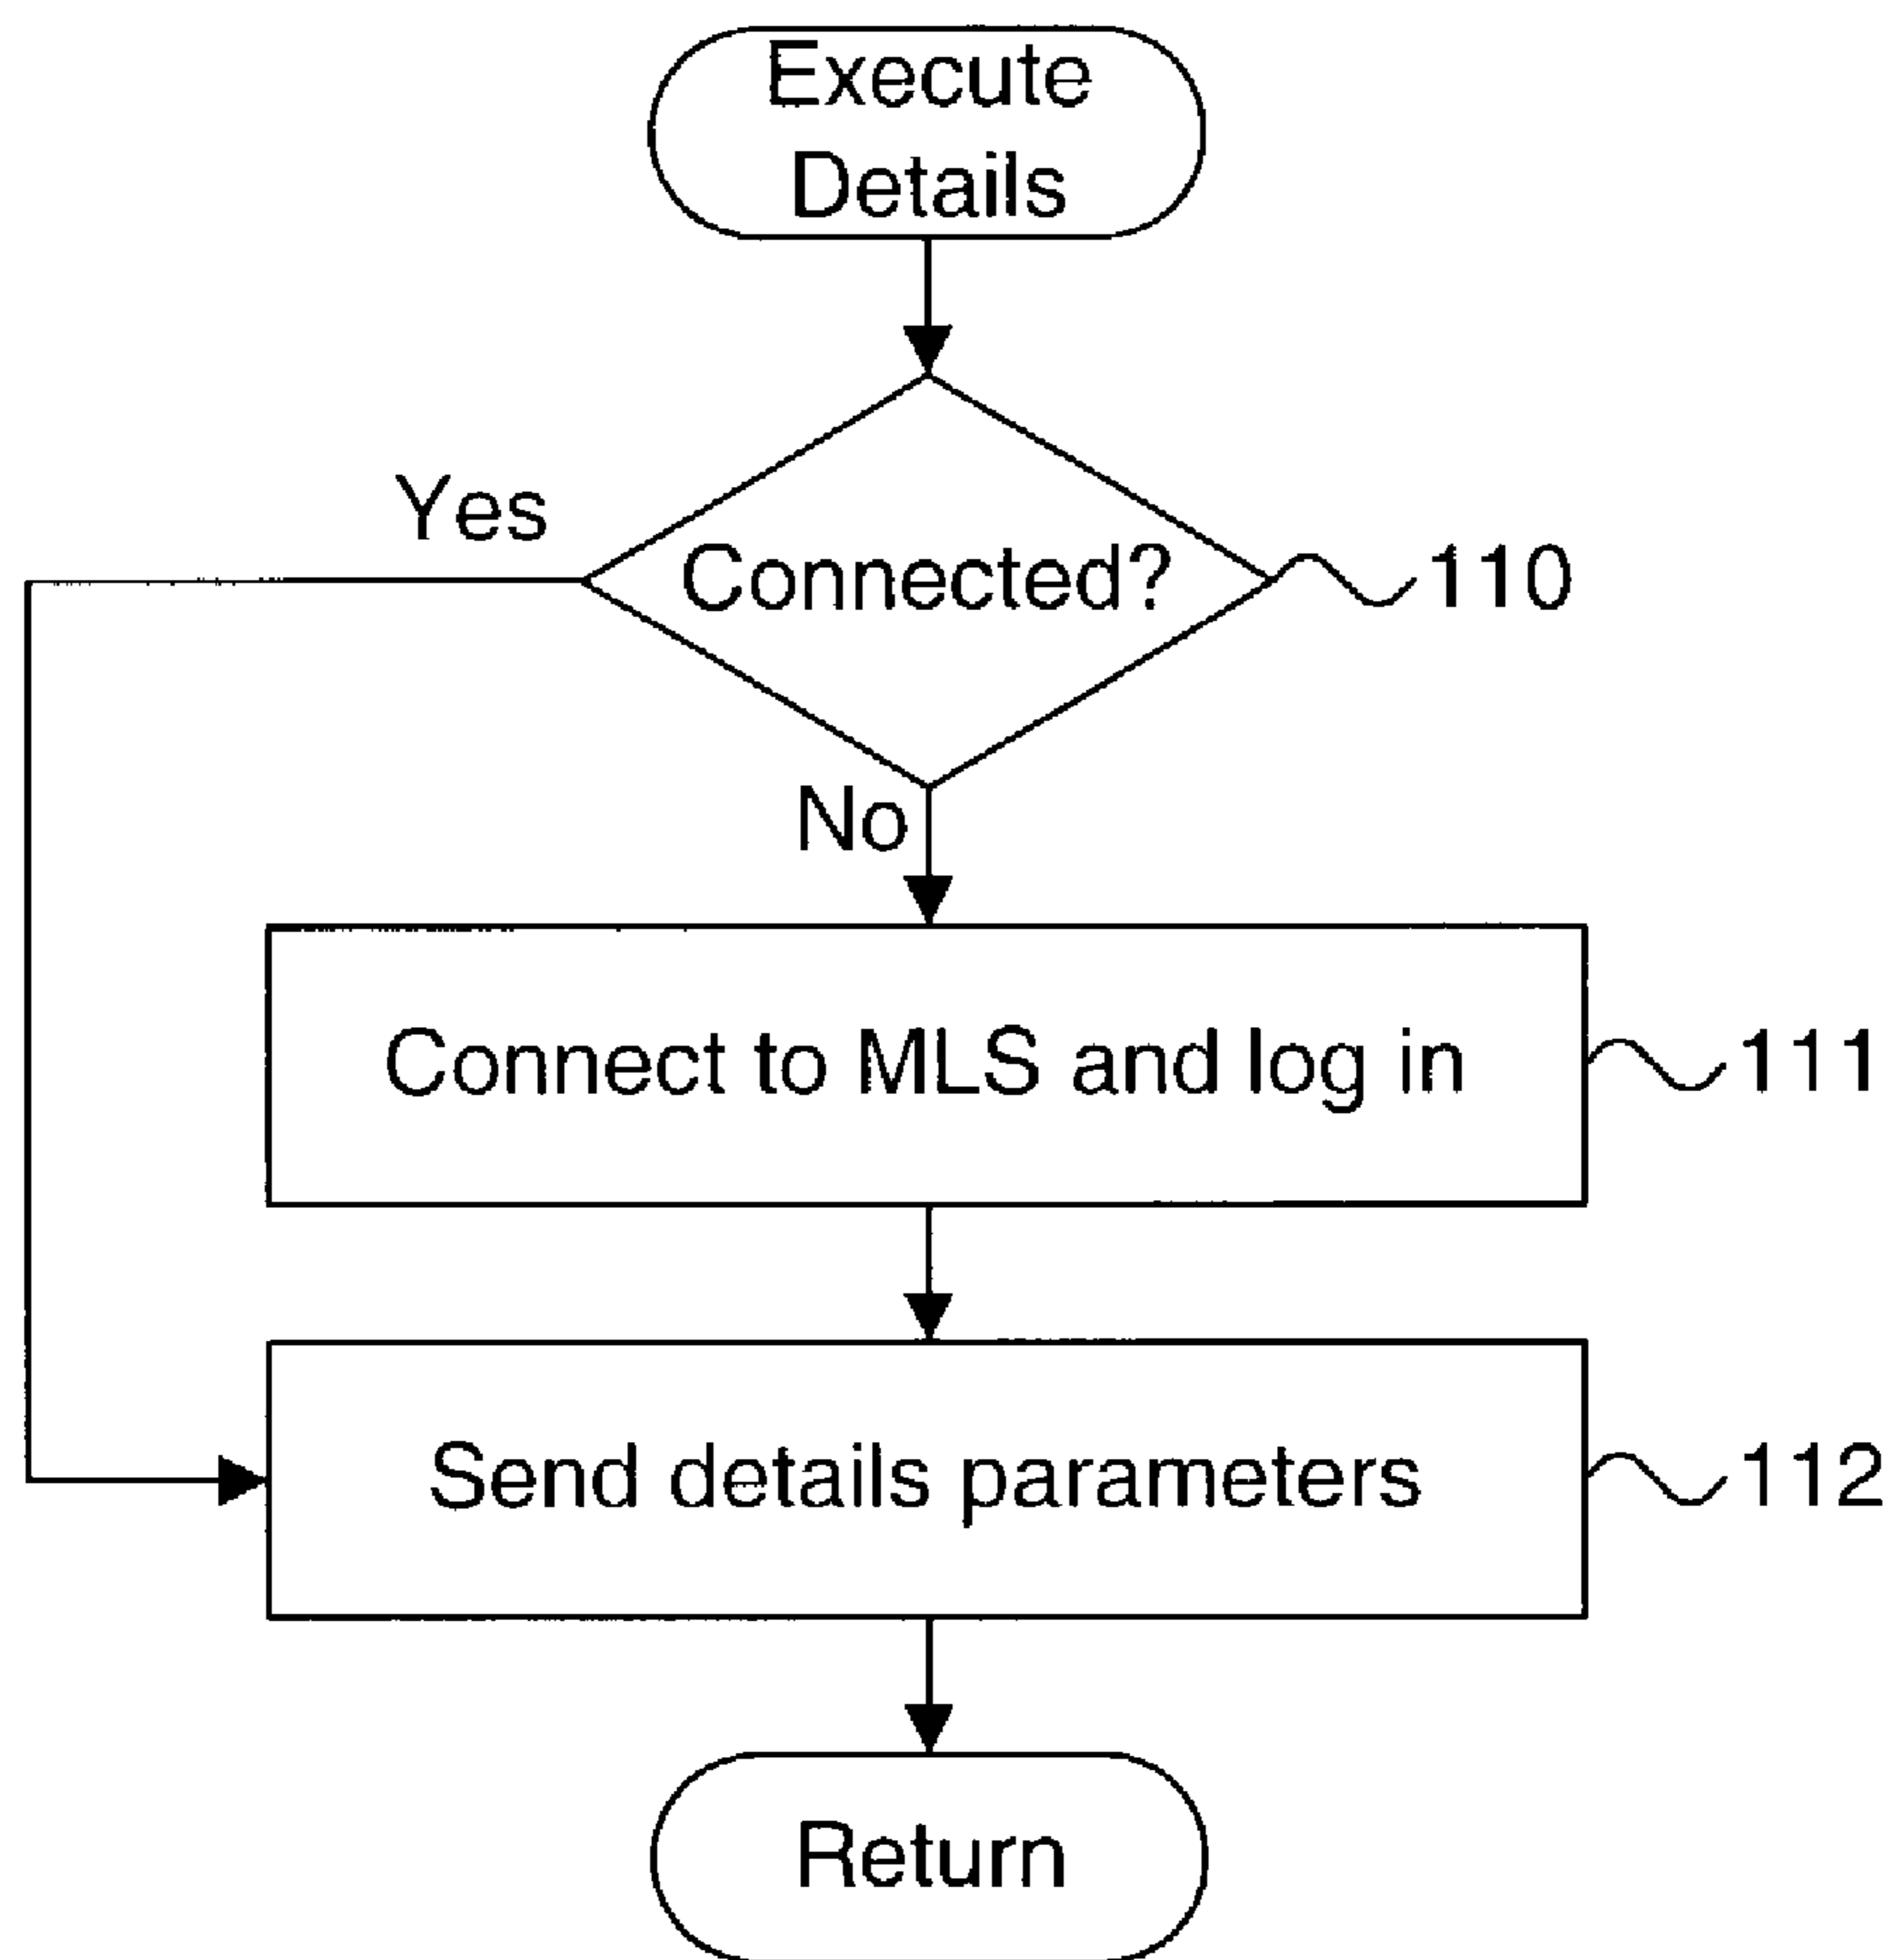 Execute
Details
Yes
Connected?
110
No
Connect to MLS and log in
111
Send details parameters
112
Return